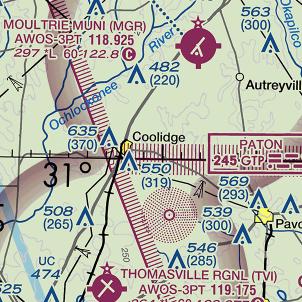 MOULTRIE MUNI (MGR)
AWOS-3PT 118.925
297 *L 60 122.8 C
River
563
(300)
482
(220)
Autreyville
Ochlockonee
635
(370)
Coolidge
PATON
245 GTP
31°
550
(319)
569
(293)
508
(265)
539
(300)
Pavo
250
UC
474
546
(285)
THOMASVILLE RGNL (TVI)
AWOS-3PT 119.175